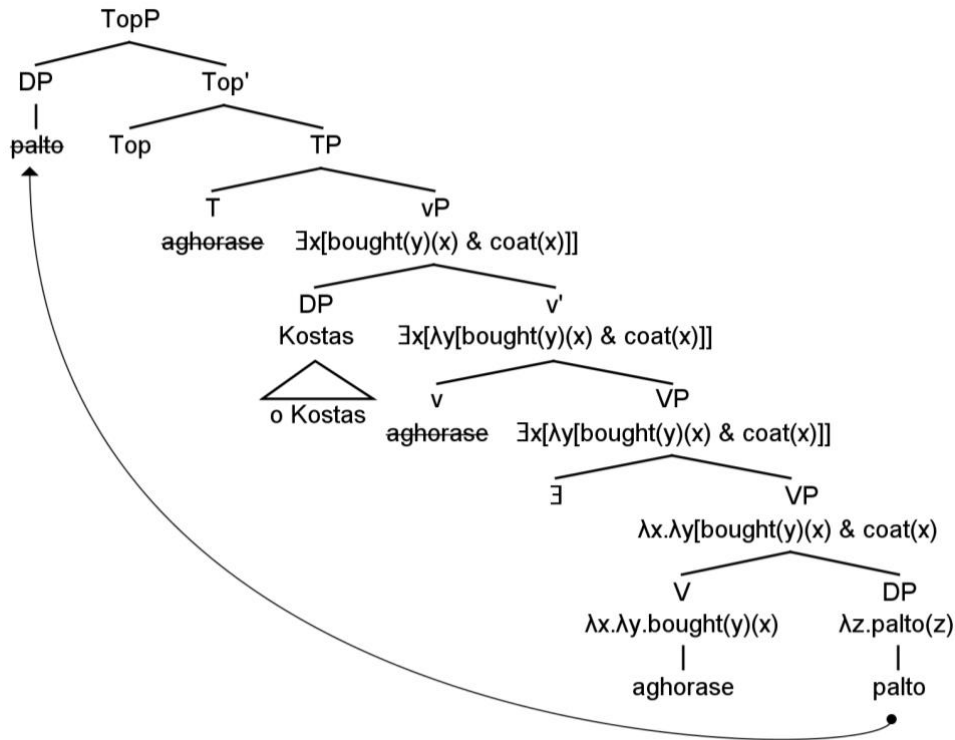 TopP
DP Top'
palto Top TP
T vP
aghorase ∃x[bought(y)(x) & coat(x)]]
DP v'
Kostas ∃x[λy[bought(y)(x) & coat(x)]]
o Kostas v VP
aghorase ∃x[λy[bought(y)(x) & coat(x)]]
∃ VP
λx.λy[bought(y)(x) & coat(x)
V DP
λx.λy.bought(y)(x) λz.palto(z)
aghorase palto